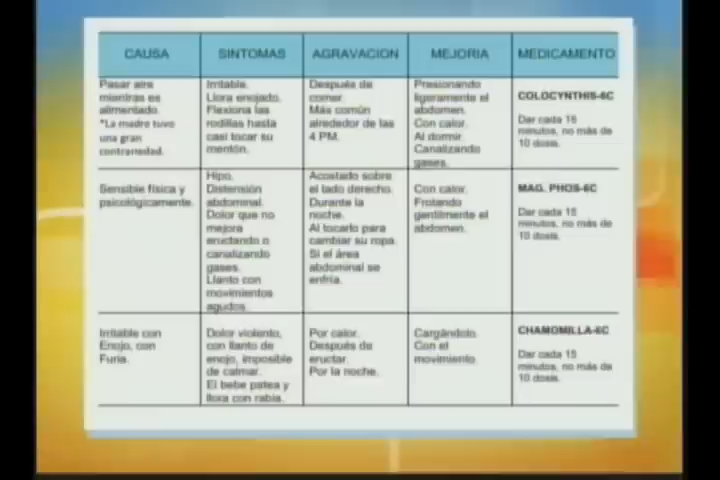 CAUSA
SINTOMAS
AGRAVACION
MEJORIA
MEDICAMENTO
Pasar aire
mientras es
alimentado.
*La madre tuvo
una gran
contrariedad.
Irritable.
Llora enojado.
Flexiona las
rodillas hasta
casi tocar su
mentón.
Después de
comer.
Más común
alrededor de las
4 PM.
Presionando
ligeramente el
abdomen.
Con calor.
Al dormir.
Canalizando
gases.
COLOCYNTHIS-6C
Dar cada 15
minutos, no más de
10 dosis.
Sensible física y
psicológicamente.
Hipo.
Distensión
abdominal.
Dolor que no
mejora
eructando o
canalizando
gases.
Llanto con
movimientos
agudos.
Acostado sobre
el lado derecho.
Durante la
noche.
Al tocarlo para
cambiar su ropa.
Si el área
abdominal se
enfría.
Con calor.
Frotando
gentilmente el
abdomen.
MAG. PHOS-6C
Dar cada 15
minutos, no más de
10 dosis.
Irritable con
Enojo, con
Furia.
Dolor violento,
con llanto de
enojo, imposible
de calmar.
El bebe patea y
llora con rabia.
Por calor.
Después de
eructar.
Por la noche.
Cargándolo.
Con el
movimiento.
CHAMOMILLA-6C
Dar cada 15
minutos, no más de
10 dosis.